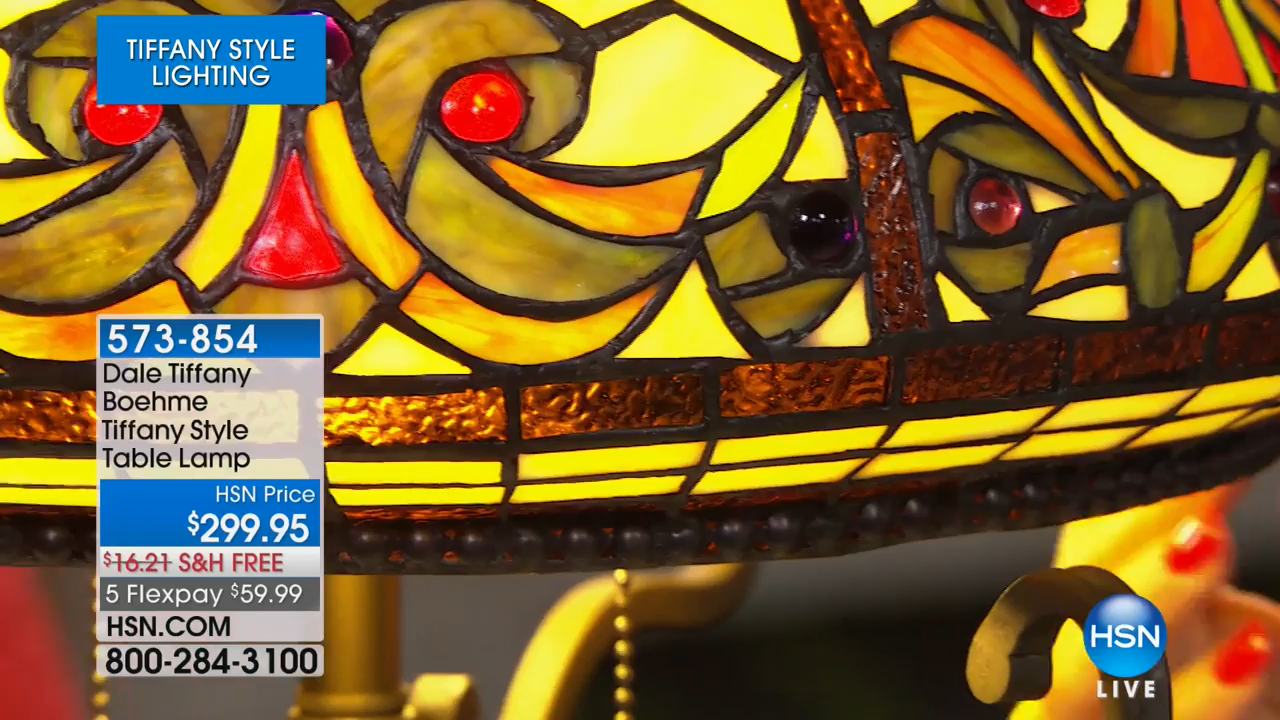 TIFFANY STYLE
LIGHTING
573-854
Dale Tiffany
Boehme
Tiffany Style
Table Lamp
HSN Price
$299.95
$16.21 S&H FREE
5 Flexpay $59.99
HSN.COM
800-284-3100
HSN
LIVE